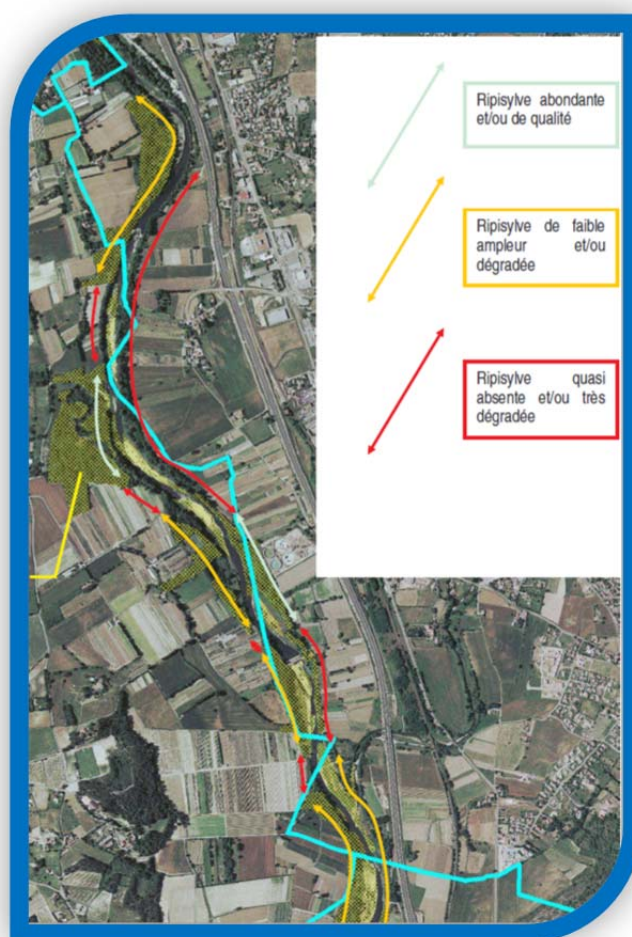 Ripisylve abondante
et/ou de qualité
Ripisylve de faible
ampleur et/ou
dégradée
Ripisylve quasi
absente et/ou très
dégradée